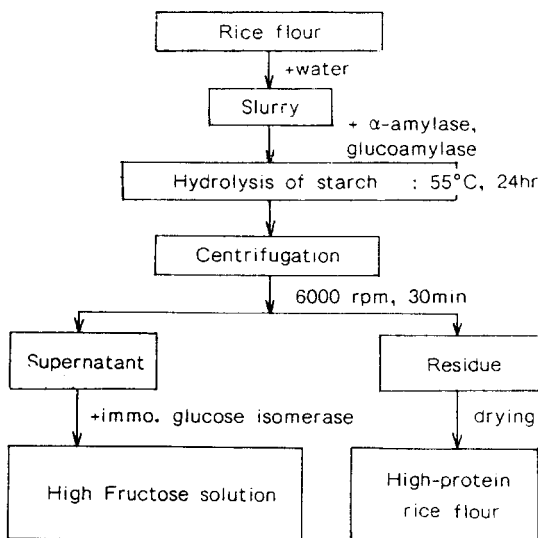 Rice flour
+water
Slurry
+ α-amylase,
glucoamylase
Hydrolysis of starch : 55°C, 24hr
Centrifugation
6000 rpm, 30min
Supernatant
Residue
+immo. glucose isomerase
drying
High Fructose solution
High-protein
rice flour